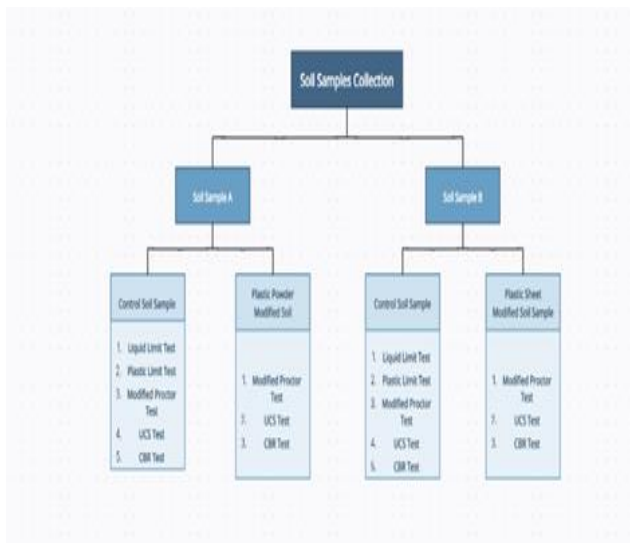 Soil Samples Collection
Soil Sample A
Soil Sample B
Control Soil Sample
1. Liquid Limit Test
2. Plastic Limit Test
3. Modified Proctor
Test
4. UCS Test
5. CBR Test
Plastic Powder
Modified Soil
1. Modified Proctor
Test
2. UCS Test
3. CBR Test
Control Soil Sample
1. Liquid Limit Test
2. Plastic Limit Test
3. Modified Proctor
Test
4. UCS Test
5. CBR Test
Plastic Sheet
Modified Soil Sample
1. Modified Proctor
Test
2. UCS Test
3. CBR Test